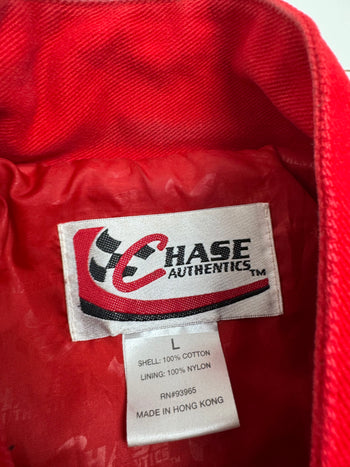 CHASE
AUTHENTICS™
L
SHELL: 100% COTTON
LINING: 100% NYLON
RN#93965
MADE IN HONG KONG